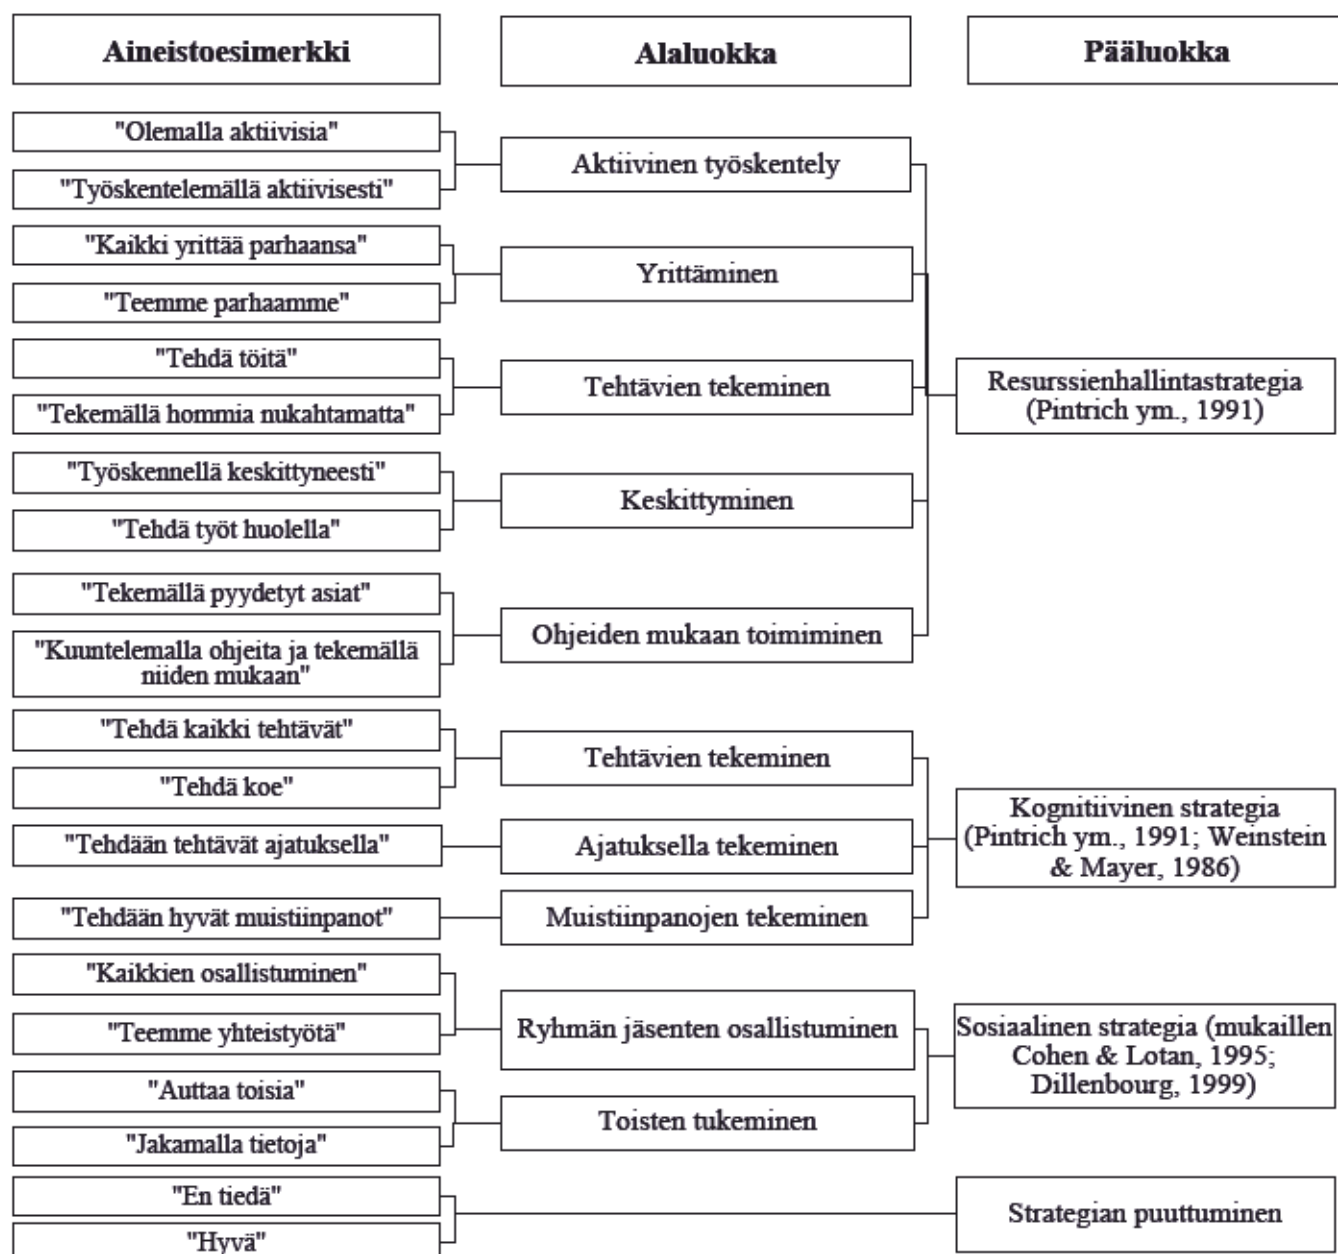 Aineistoesimerkki
Alaluokka
Pääluokka
"Olemalla aktiivisia"
"Työskentelemällä aktiivisesti"
Aktiivinen työskentely
"Kaikki yrittää parhaansa"
"Teemme parhaamme"
Yrittäminen
"Tehdä töitä"
"Tekemällä hommia nukahtamatta"
Tehtävien tekeminen
"Työskennellä keskittyneesti"
"Tehdä työt huolella"
Keskittyminen
"Tekemällä pyydetyt asiat"
"Kuuntelemalla ohjeita ja tekemällä
niiden mukaan"
Ohjeiden mukaan toimiminen
Resurssienhallintastrategia
(Pintrich ym., 1991)
"Tehdä kaikki tehtävät"
"Tehdä koe"
Tehtävien tekeminen
"Tehdään tehtävät ajatuksella"
Ajatuksella tekeminen
"Tehdään hyvät muistiinpanot"
Muistiinpanojen tekeminen
Kognitiivinen strategia
(Pintrich ym., 1991; Weinstein
& Mayer, 1986)
"Kaikkien osallistuminen"
"Teemme yhteistyötä"
Ryhmän jäsenten osallistuminen
"Auttaa toisia"
"Jakamalla tietoja"
Toisten tukeminen
Sosiaalinen strategia (mukaillen
Cohen & Lotan, 1995;
Dillenbourg, 1999)
"En tiedä"
"Hyvä"
Strategian puuttuminen